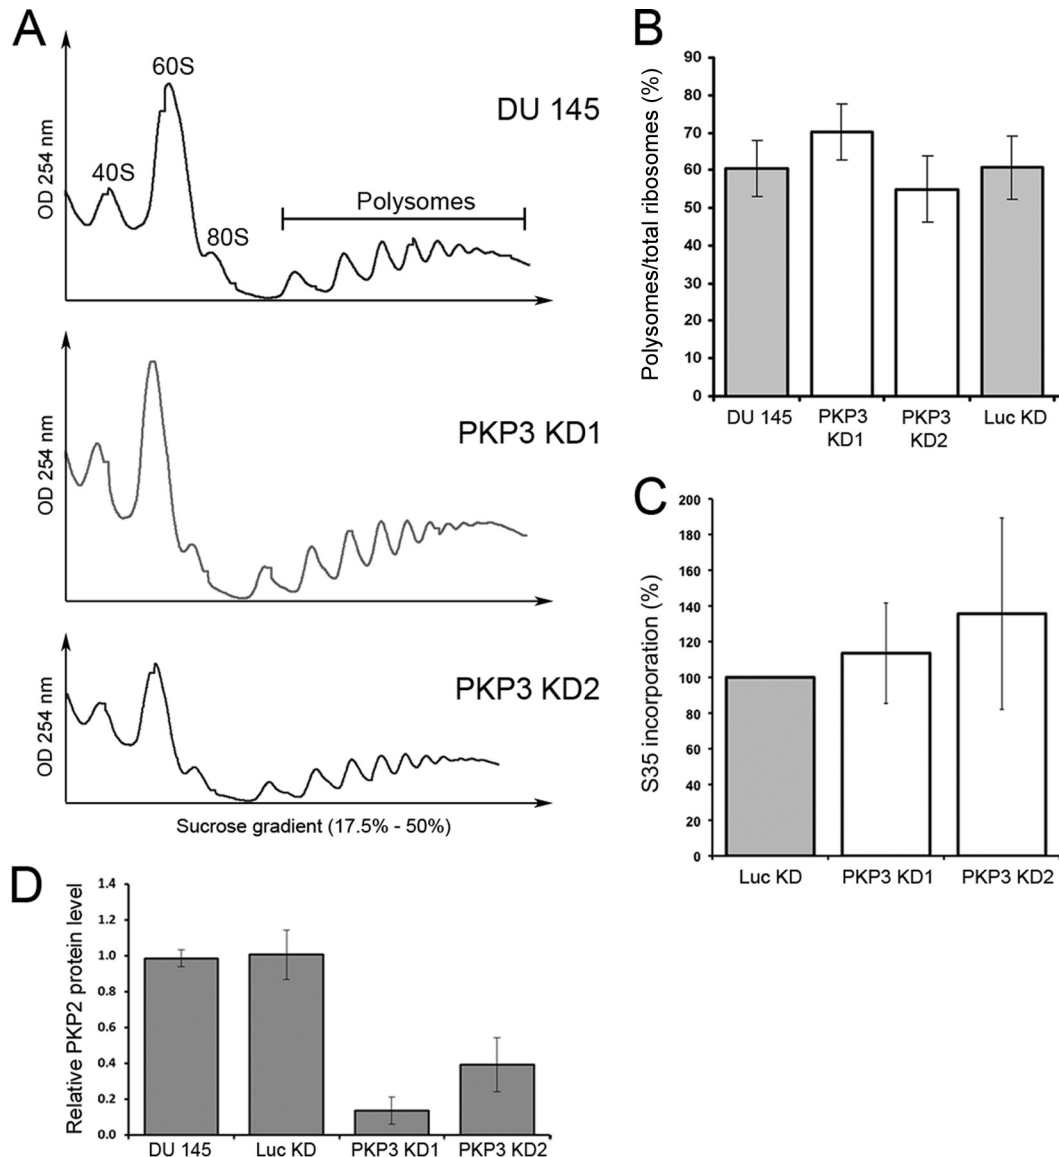 A
60S
40S
80S
Polysomes
DU 145
OD 254 nm
PKP3 KD1
OD 254 nm
PKP3 KD2
OD 254 nm
Sucrose gradient (17.5% - 50%)
B
Polysomes/total ribosomes (%)
90
80
70
60
50
40
30
20
10
0
DU 145
PKP3
KD1
PKP3
KD2
Luc KD
C
S35 incorporation (%)
200
180
160
140
120
100
80
60
40
20
0
Luc KD
PKP3 KD1
PKP3 KD2
D
Relative PKP2 protein level
1.4
1.2
1.0
0.8
0.6
0.4
0.2
0.0
DU 145
Luc KD
PKP3 KD1
PKP3 KD2